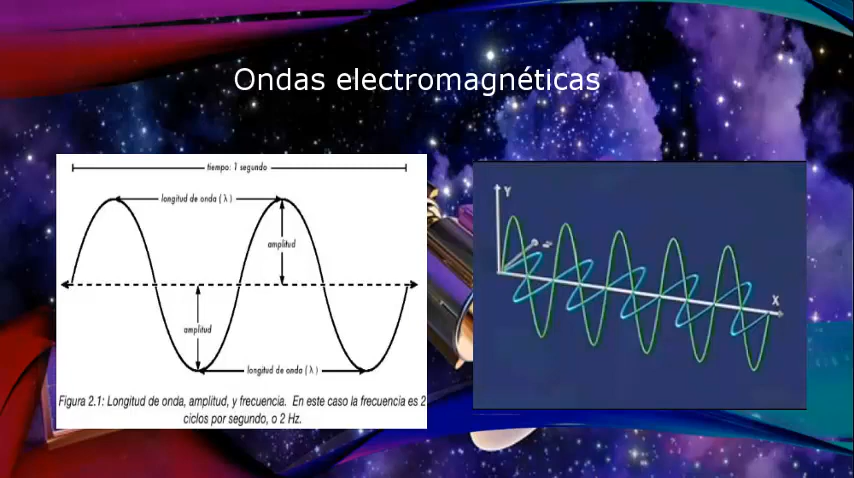 Ondas electromagnéticas
tiempo: 1 segundo
longitud de onda ( λ )
amplitud
amplitud
longitud de onda ( λ )
Figura 2.1: Longitud de onda, amplitud, y frecuencia. En este caso la frecuencia es 2
ciclos por segundo, o 2 Hz.
Y
X